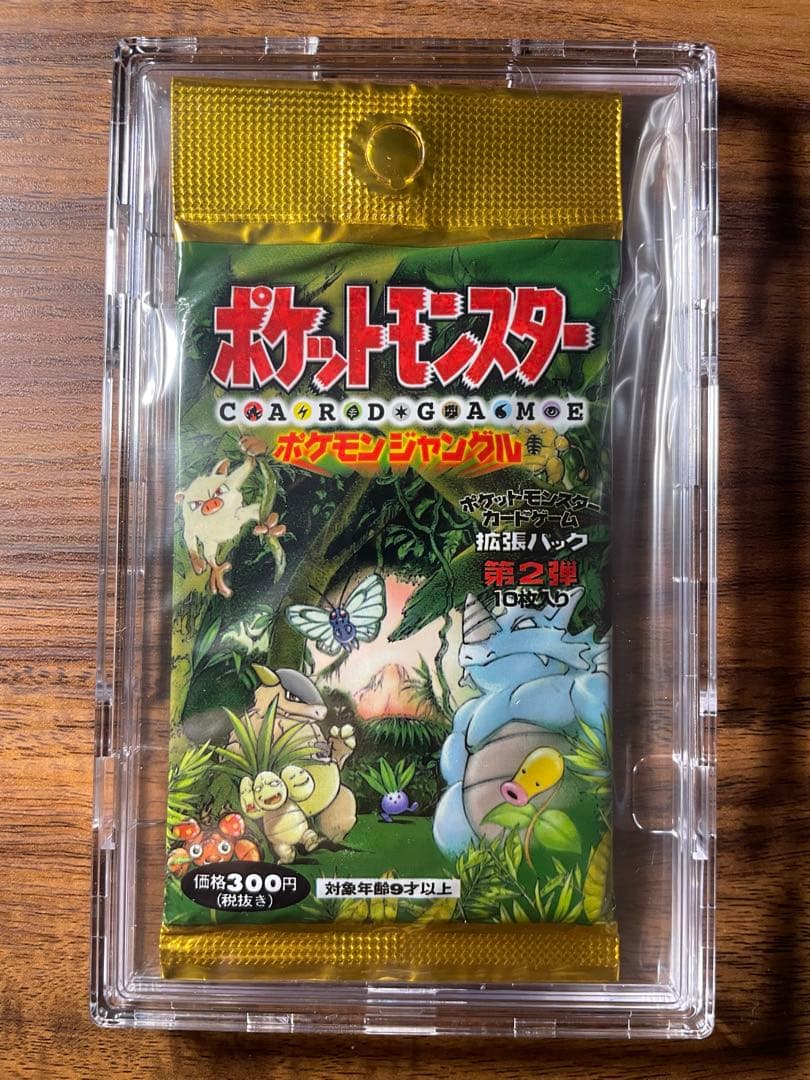 ポケットモンスター
CARDGAME
ポケモンジャングル
ポケットモンスター
カードゲーム
拡張パック
第2弾
10枚入り
価格300円
(税抜き)
対象年齢9才以上